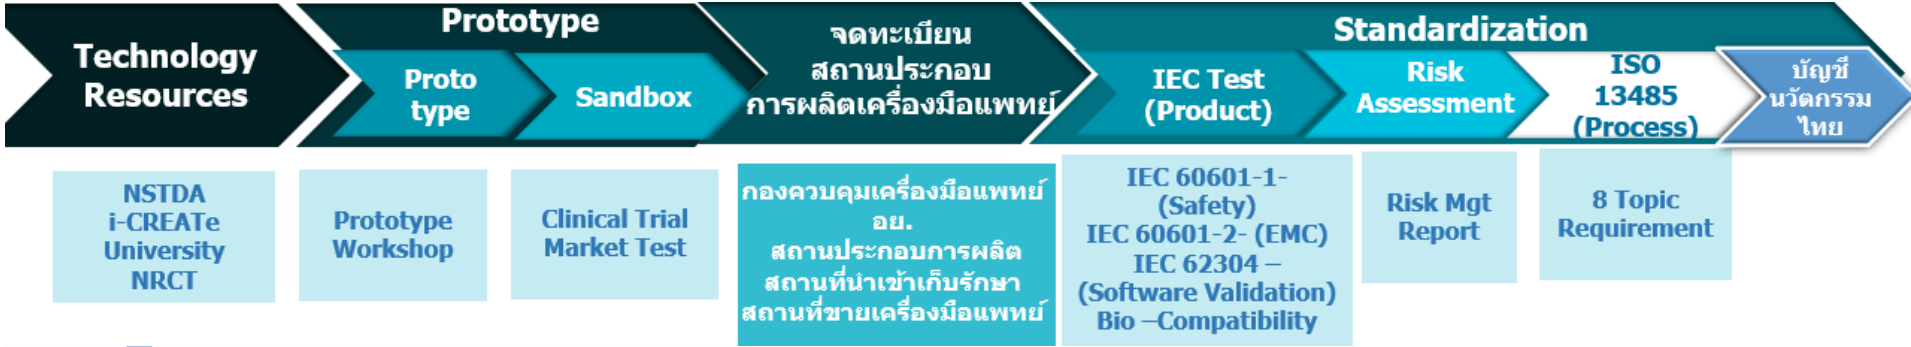 Technology
Resources
Prototype
Proto
type
Sandbox
จดทะเบียน
สถานประกอบ
การผลิตเครื่องมือแพทย์
Standardization
IEC Test
(Product)
Risk
Assessment
ISO
13485
(Process)
บัญชี
นวัตกรรม
ไทย
NSTDA
i-CREATe
University
NRCT
Prototype
Workshop
Clinical Trial
Market Test
กองควบคุมเครื่องมือแพทย์
อย.
สถานประกอบการผลิต
สถานที่นำเข้าเก็บรักษา
สถานที่ขายเครื่องมือแพทย์
IEC 60601-1-
(Safety)
IEC 60601-2- (EMC)
IEC 62304 –
(Software Validation)
Bio –Compatibility
Risk Mgt
Report
8 Topic
Requirement